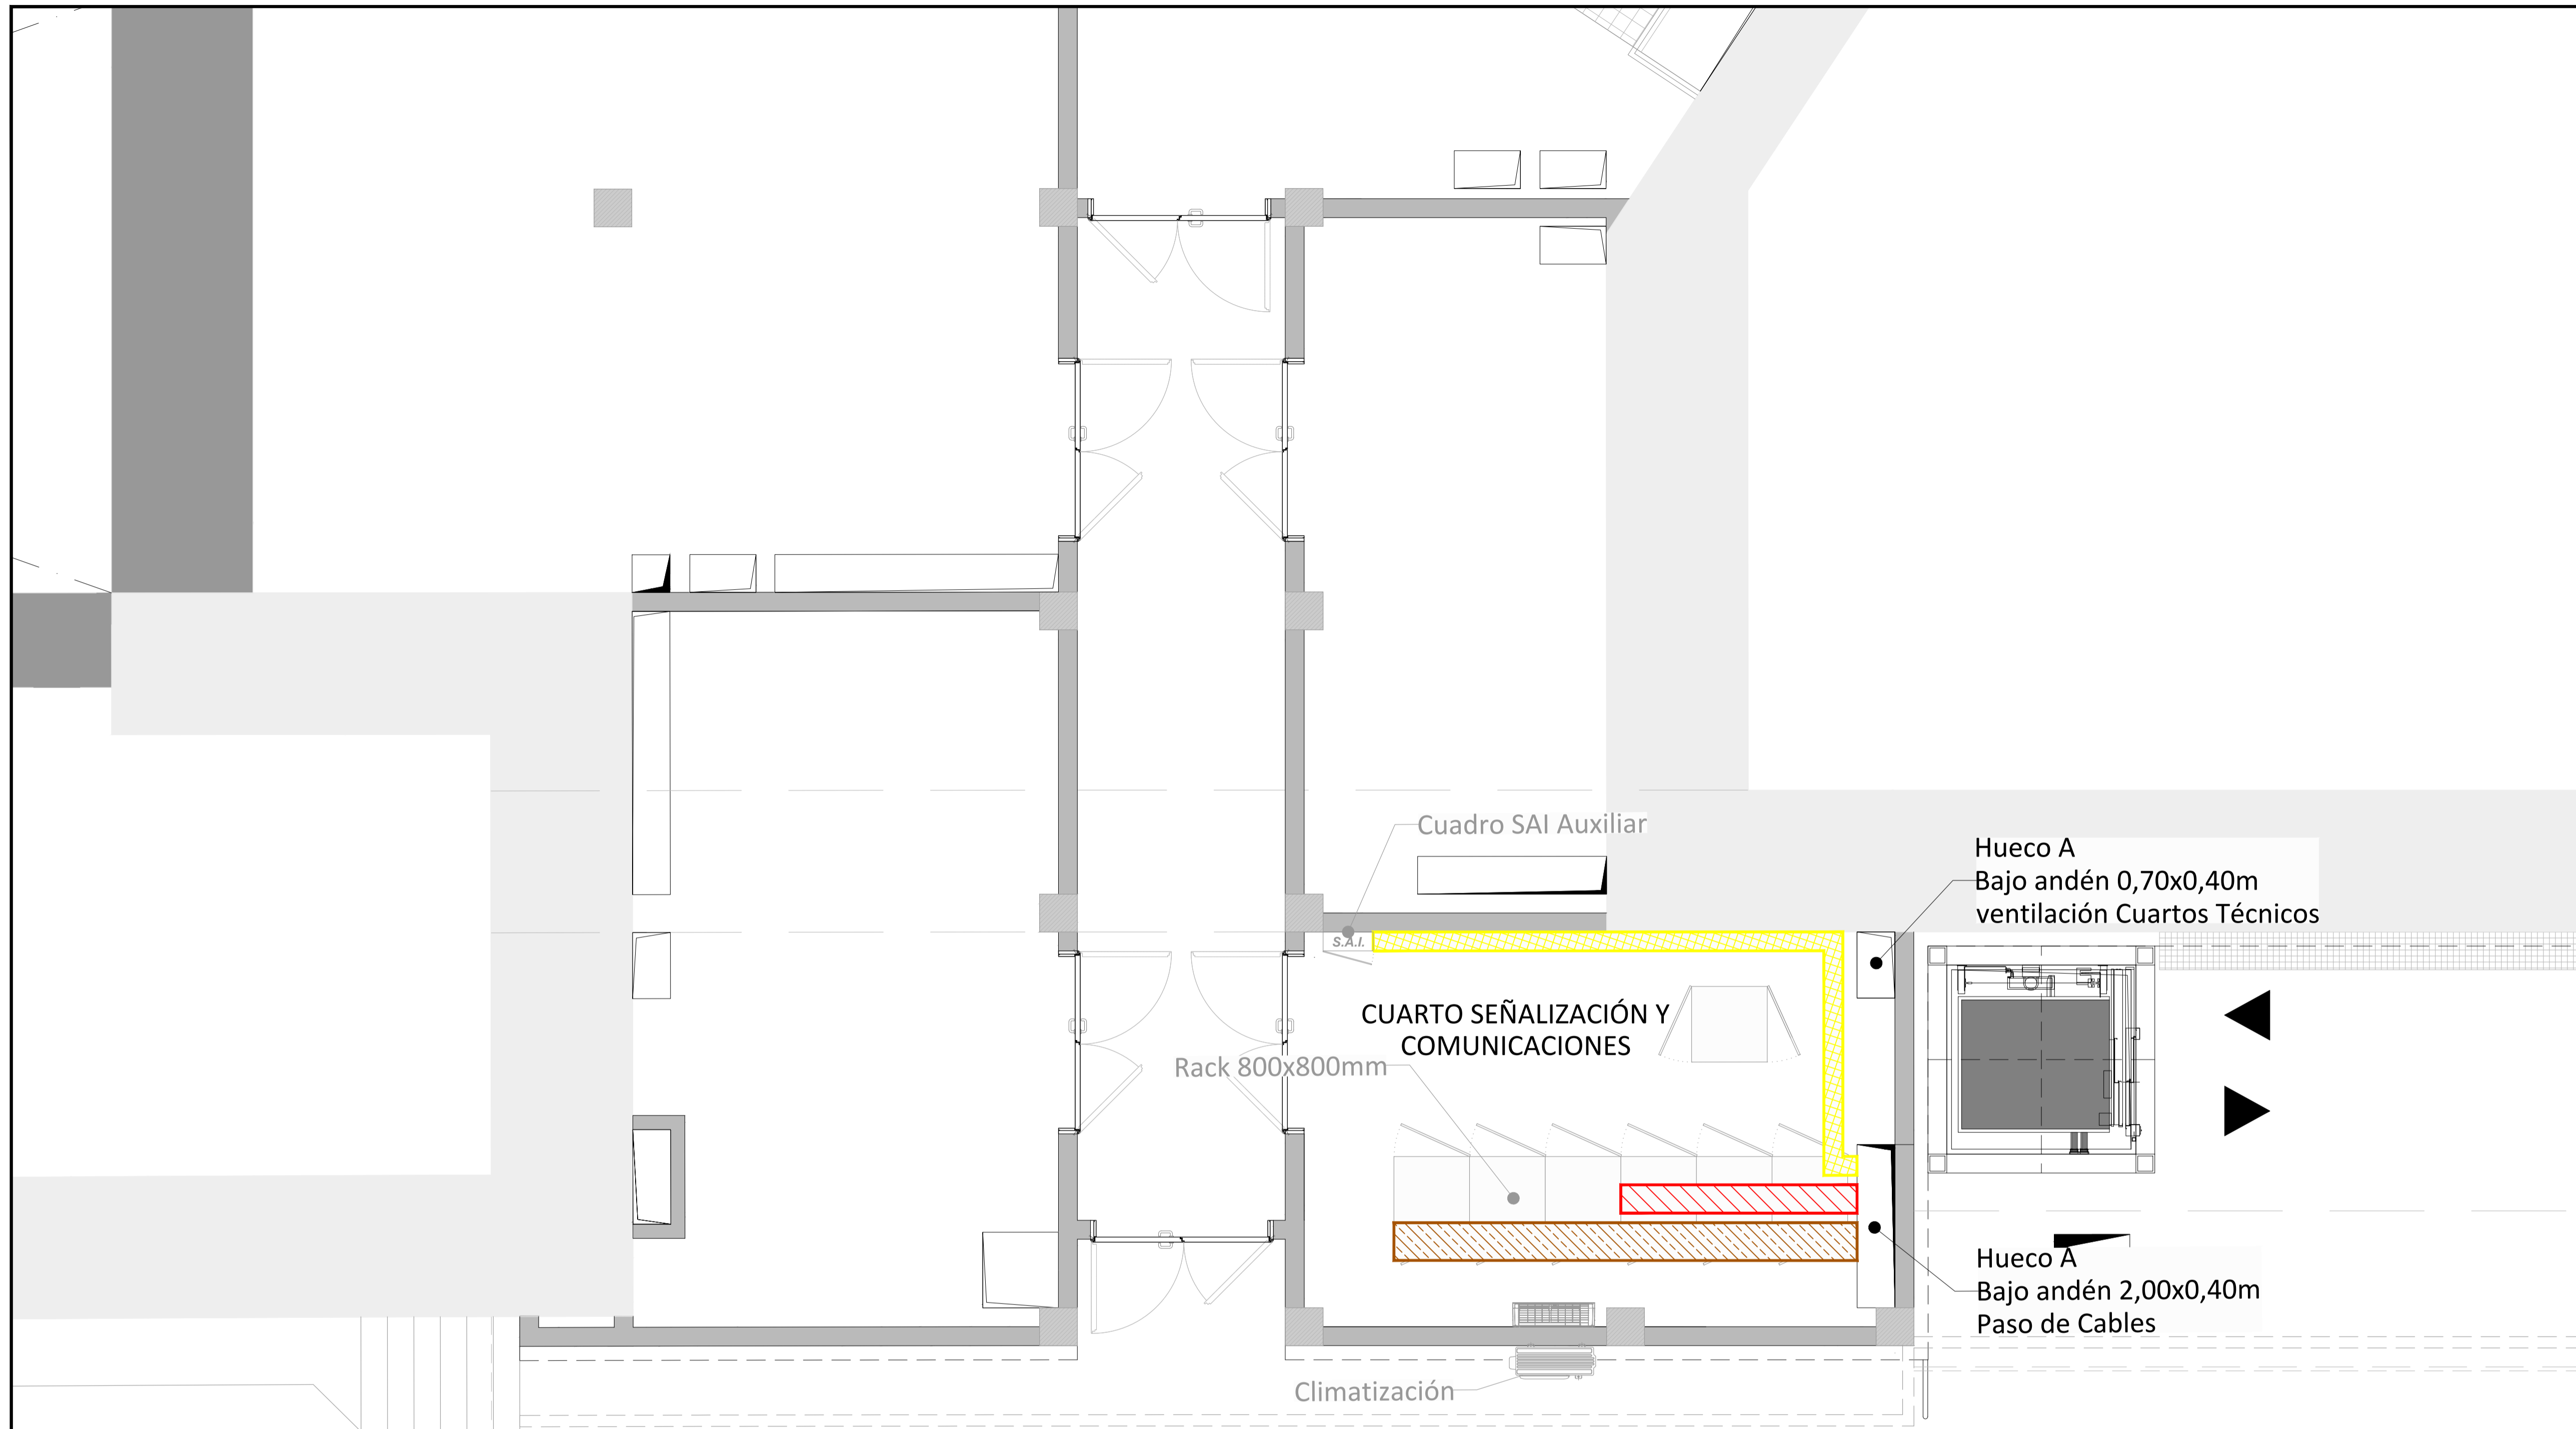 Cuadro SAI Auxiliar
Hueco A
Bajo andén 0,70x0,40m
ventilación Cuartos Técnicos
S.A.I.
CUARTO SEÑALIZACIÓN Y
COMUNICACIONES
Rack 800x800mm
Hueco A
Bajo andén 2,00x0,40m
Paso de Cables
Climatización